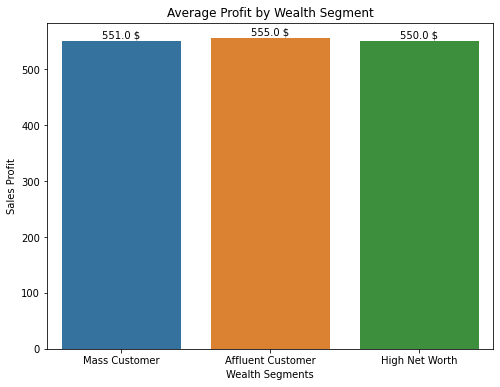 Average Profit by Wealth Segment
551.0 $
555.0 $
550.0 $
500
400
300
200
100
0
Sales Profit
Mass Customer
Affluent Customer
High Net Worth
Wealth Segments